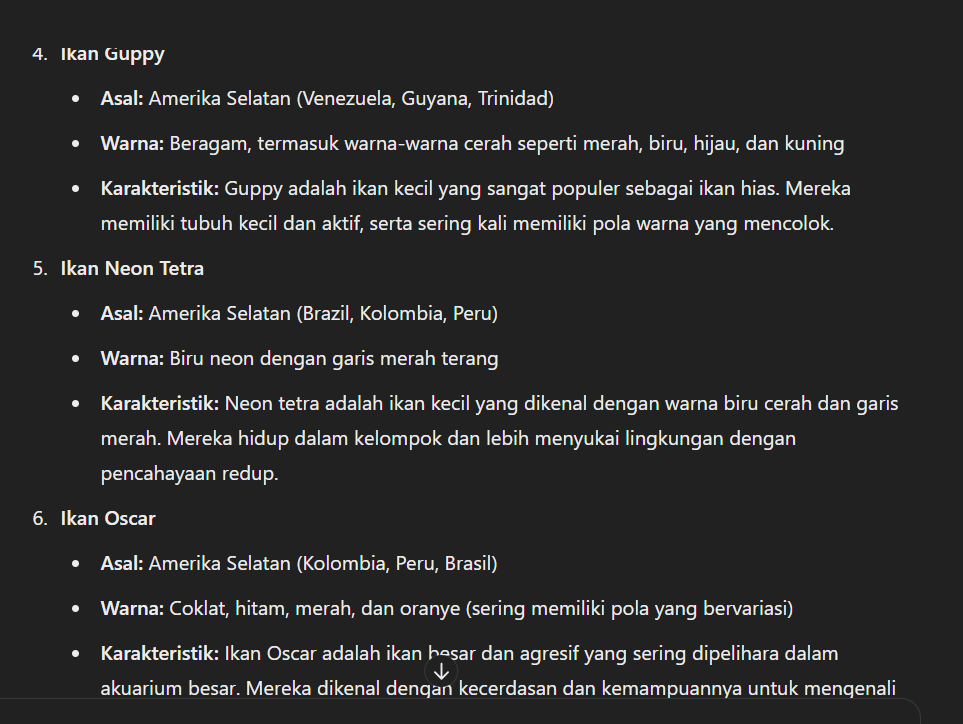 4. Ikan Guppy
• Asal: Amerika Selatan (Venezuela, Guyana, Trinidad)
• Warna: Beragam, termasuk warna-warna cerah seperti merah, biru, hijau, dan kuning
• Karakteristik: Guppy adalah ikan kecil yang sangat populer sebagai ikan hias. Mereka
memiliki tubuh kecil dan aktif, serta sering kali memiliki pola warna yang mencolok.
5. Ikan Neon Tetra
• Asal: Amerika Selatan (Brazil, Kolombia, Peru)
• Warna: Biru neon dengan garis merah terang
• Karakteristik: Neon tetra adalah ikan kecil yang dikenal dengan warna biru cerah dan garis
merah. Mereka hidup dalam kelompok dan lebih menyukai lingkungan dengan
pencahayaan redup.
6. Ikan Oscar
• Asal: Amerika Selatan (Kolombia, Peru, Brasil)
• Warna: Coklat, hitam, merah, dan oranye (sering memiliki pola yang bervariasi)
• Karakteristik: Ikan Oscar adalah ikan besar dan agresif yang sering dipelihara dalam
akuarium besar. Mereka dikenal dengan kecerdasan dan kemampuannya untuk mengenali